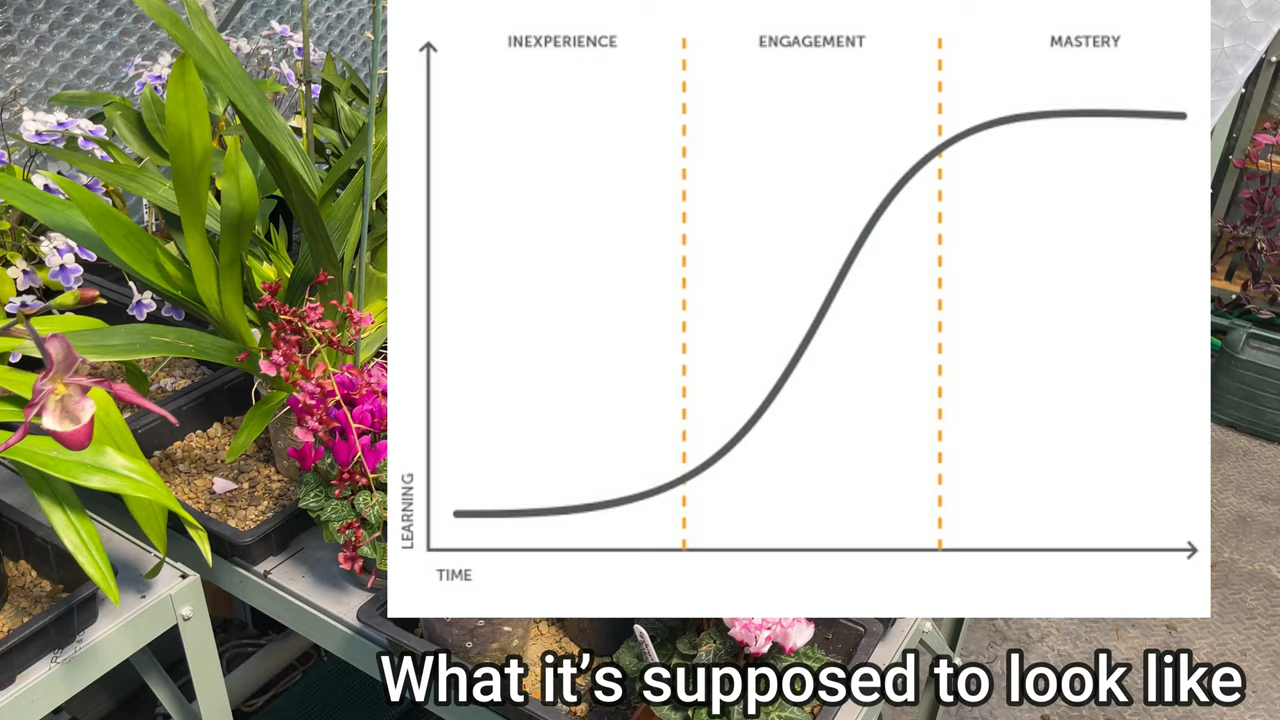 INEXPERIENCE ENGAGEMENT MASTERY
LEARNING
TIME
What it's supposed to look like